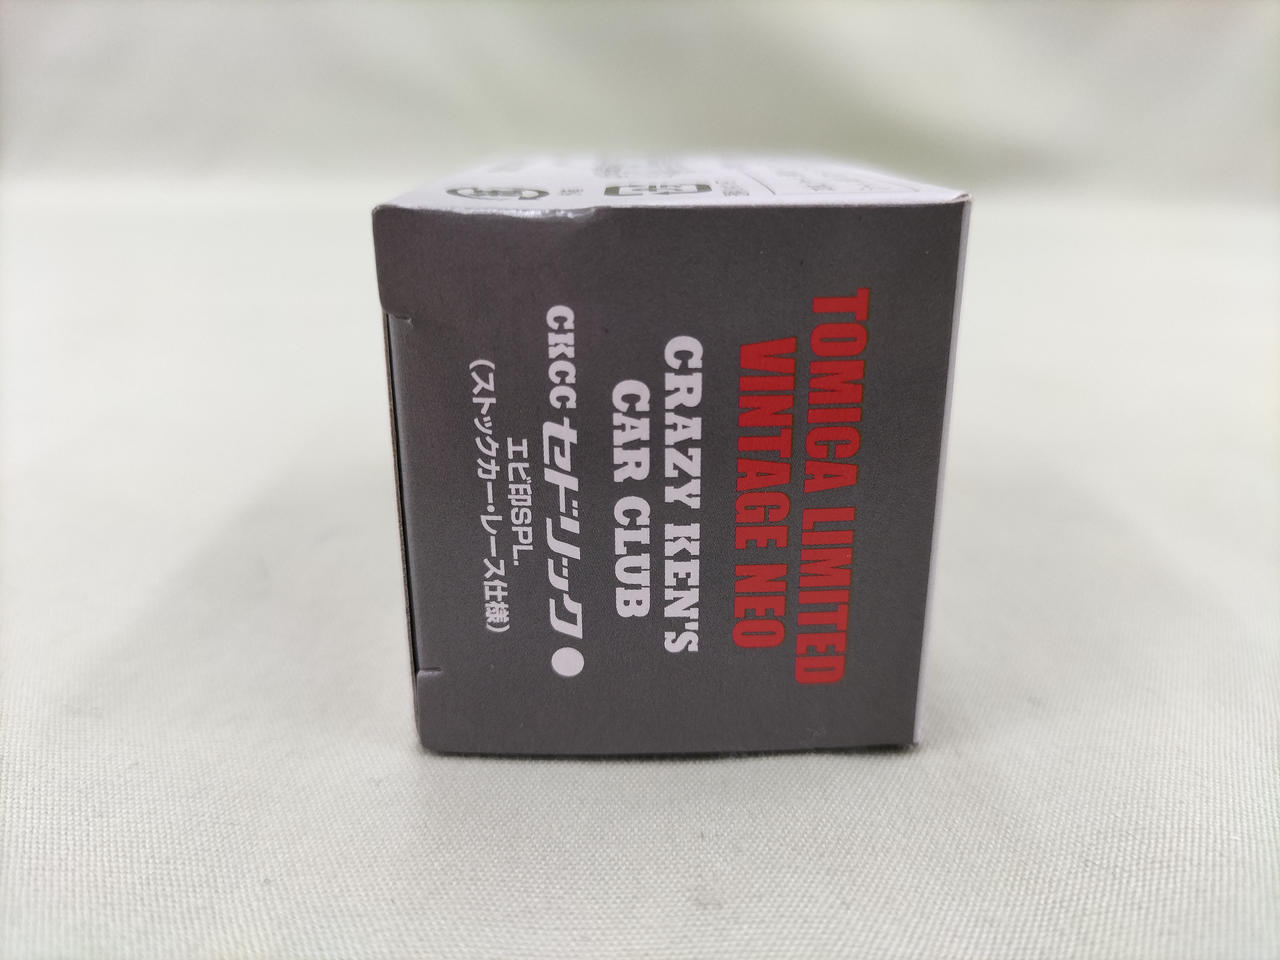 TOMICA LIMITED
VINTAGE NEO
CRAZY KEN'S
CAR CLUB
CKCC セドリック
エビ印SPL.
(ストックカー・レース仕様)